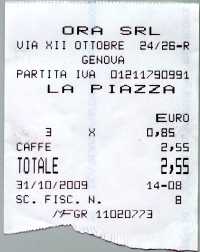 ORA SRL
VIA XII OTTOBRE 24/26-R
GENOVA
PARTITA IVA 01211790991
LA PIAZZA
EURO
3 X 0,85
CAFFE 2,55
TOTALE 2,55
31/10/2009 14-08
SC. FISC. N. 8
MF GR 11020773